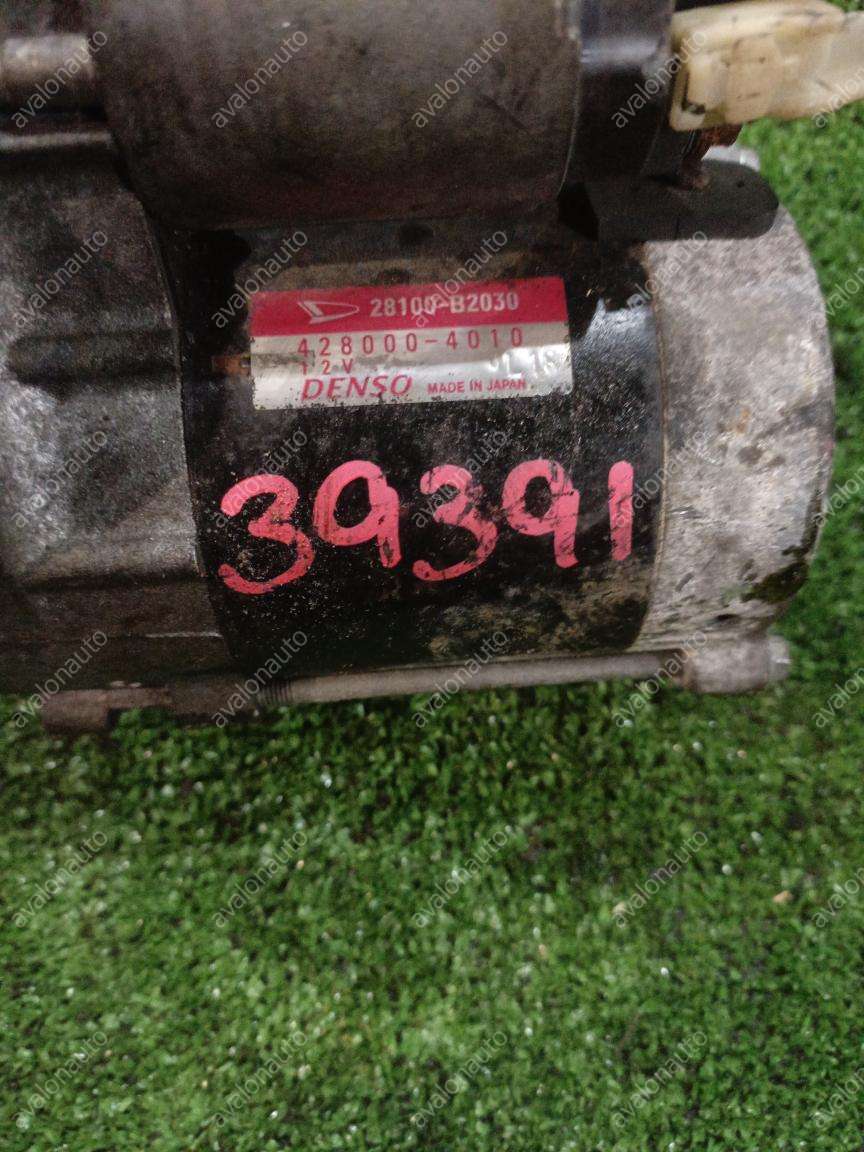 28100-B2030
428000-4010
12V
DENSO MADE IN JAPAN
39391
avalonauto